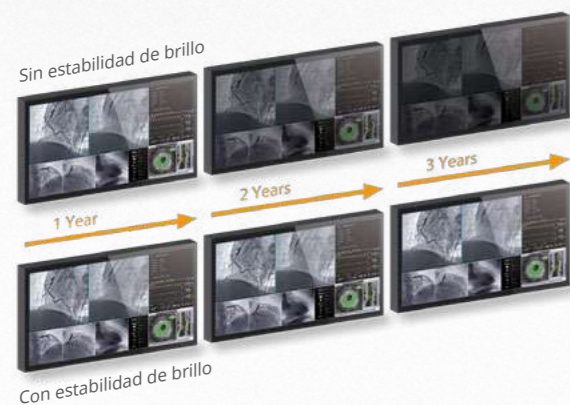 Sin estabilidad de brillo
1 Year
2 Years
3 Years
Con estabilidad de brillo